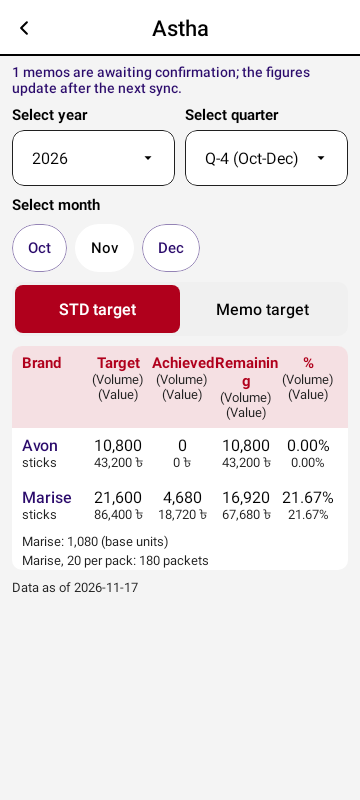 Astha
1 memos are awaiting confirmation; the figures
update after the next sync.
Select year Select quarter
2026 Q-4 (Oct-Dec)
Select month
Oct Nov Dec
STD target Memo target
Brand Target Achieved Remainin %
g
(Volume) (Volume) (Volume) (Volume)
(Value) (Value) (Value) (Value)
Avon 10,800 0 10,800 0.00%
sticks 43,200 ৳ 0 ৳ 43,200 ৳ 0.00%
Marise 21,600 4,680 16,920 21.67%
sticks 86,400 ৳ 18,720 ৳ 67,680 ৳ 21.67%
Marise: 1,080 (base units)
Marise, 20 per pack: 180 packets
Data as of 2026-11-17